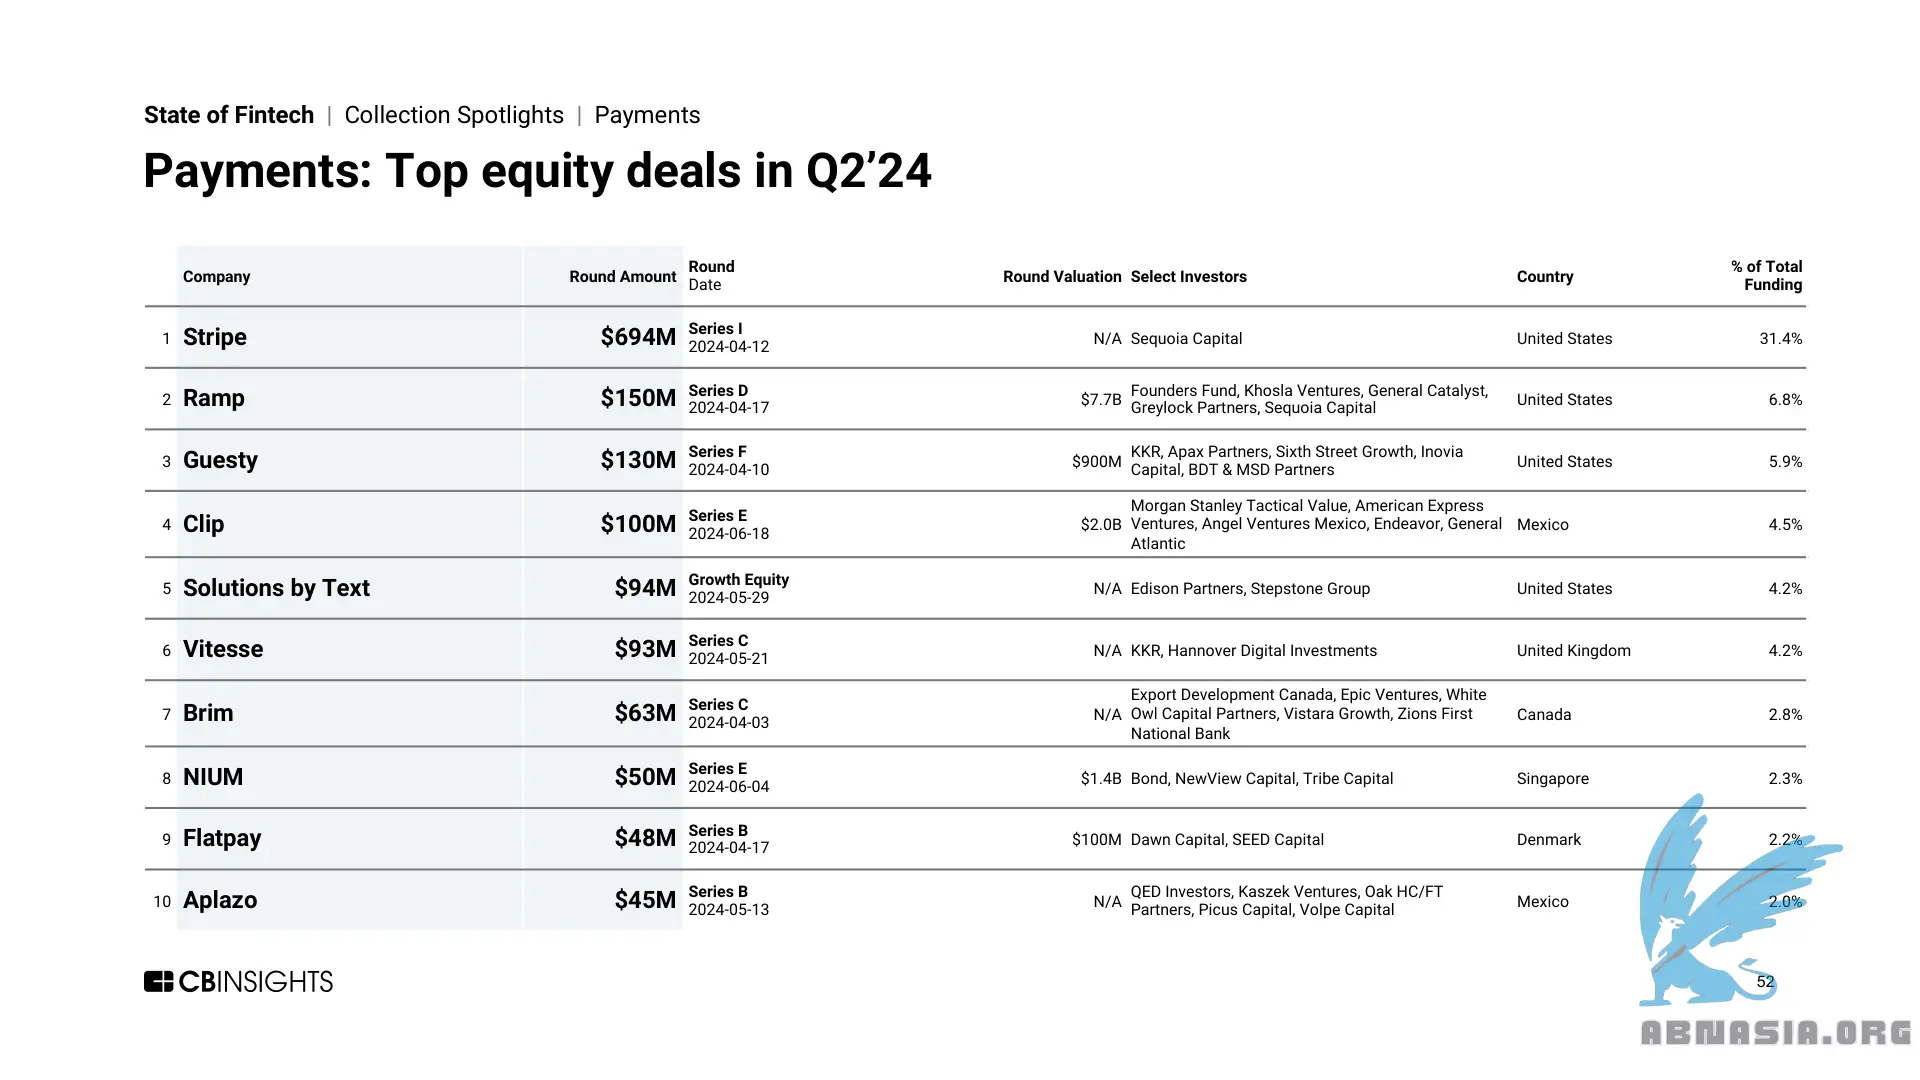 State of Fintech | Collection Spotlights | Payments
Payments: Top equity deals in Q2’24
Company Round Amount Round Date Round Valuation Select Investors Country % of Total Funding
1 Stripe $694M Series I 2024-04-12 N/A Sequoia Capital United States 31.4%
2 Ramp $150M Series D 2024-04-17 $7.7B Founders Fund, Khosla Ventures, General Catalyst, Greylock Partners, Sequoia Capital United States 6.8%
3 Guesty $130M Series F 2024-04-10 $900M KKR, Apax Partners, Sixth Street Growth, Inovia Capital, BDT & MSD Partners United States 5.9%
4 Clip $100M Series E 2024-06-18 $2.0B Morgan Stanley Tactical Value, American Express Ventures, Angel Ventures Mexico, Endeavor, General Atlantic Mexico 4.5%
5 Solutions by Text $94M Growth Equity 2024-05-29 N/A Edison Partners, Stepstone Group United States 4.2%
6 Vitesse $93M Series C 2024-05-21 N/A KKR, Hannover Digital Investments United Kingdom 4.2%
7 Brim $63M Series C 2024-04-03 N/A Export Development Canada, Epic Ventures, White Owl Capital Partners, Vistara Growth, Zions First National Bank Canada 2.8%
8 NIUM $50M Series E 2024-06-04 $1.4B Bond, NewView Capital, Tribe Capital Singapore 2.3%
9 Flatpay $48M Series B 2024-04-17 $100M Dawn Capital, SEED Capital Denmark 2.2%
10 Aplazo $45M Series B 2024-05-13 N/A QED Investors, Kaszek Ventures, Oak HC/FT Partners, Picus Capital, Volpe Capital Mexico 2.0%
CBINSIGHTS
52
ABNASIA.ORG